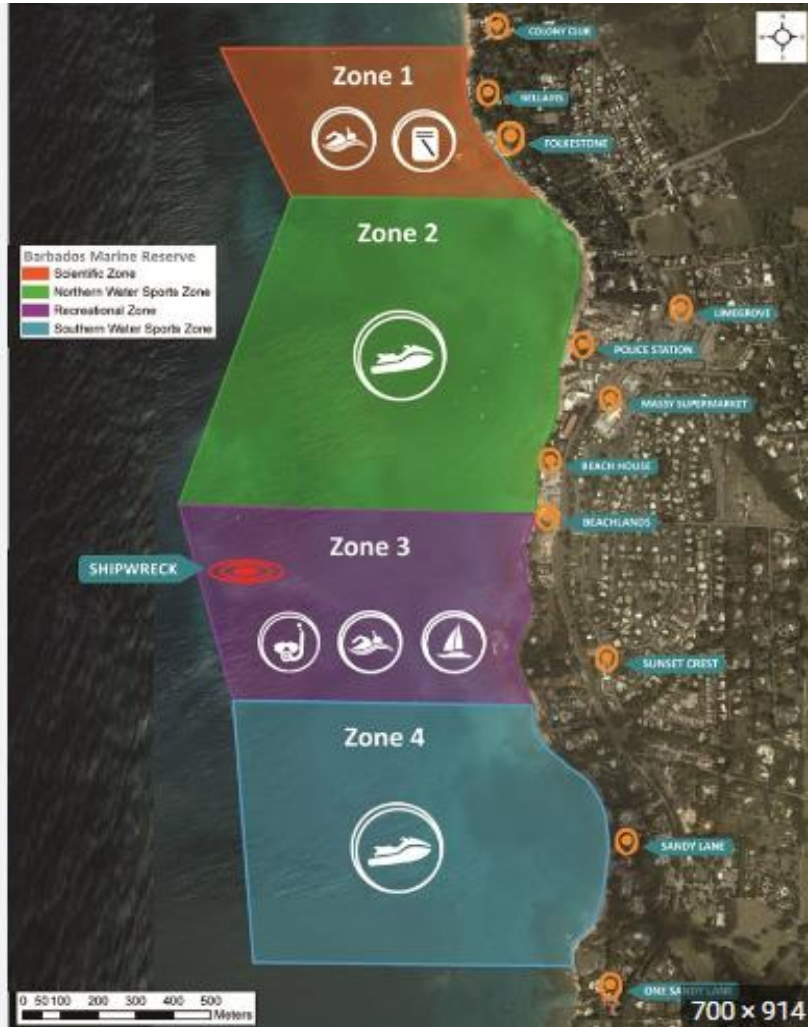 COLONY CLUB
Zone 1
BELLAIRS
FOLKESTONE
Zone 2
Barbados Marine Reserve
Scientific Zone
Northern Water Sports Zone
Recreational Zone
Southern Water Sports Zone
LIMEGROVE
POLICE STATION
MASSY SUPERMARKET
BEACH HOUSE
BEACHLANDS
Zone 3
SHIPWRECK
SUNSET CREST
Zone 4
SANDY LANE
ONE SANDY LANE
0 50 100 200 300 400 500
Meters
700 × 914